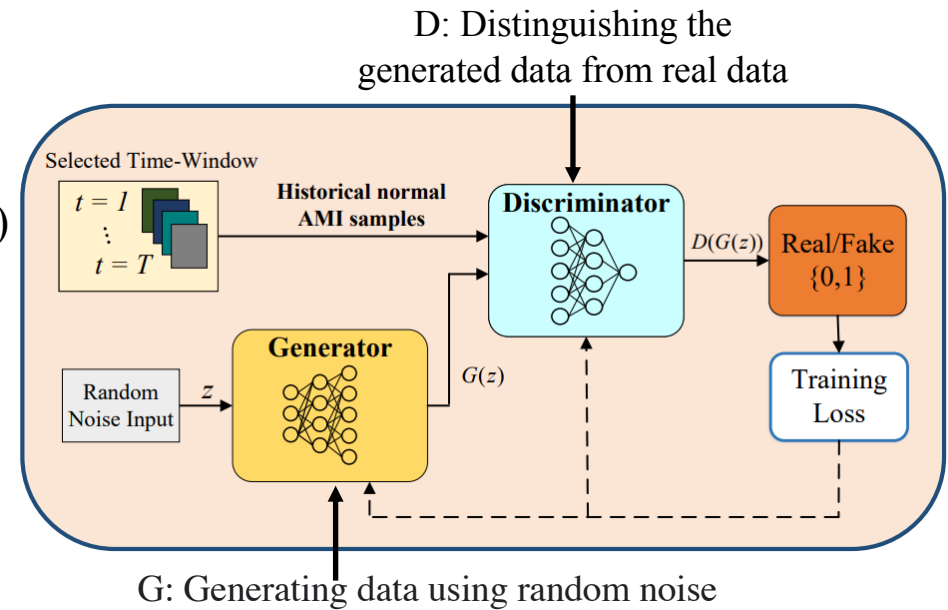 D: Distinguishing the
generated data from real data
Selected Time-Window
t = 1
⋮
t = T
Historical normal
AMI samples
)
Discriminator
D(G(z))
Real/Fake
{0,1}
Generator
G(z)
Random
Noise Input
z
Training
Loss
G: Generating data using random noise